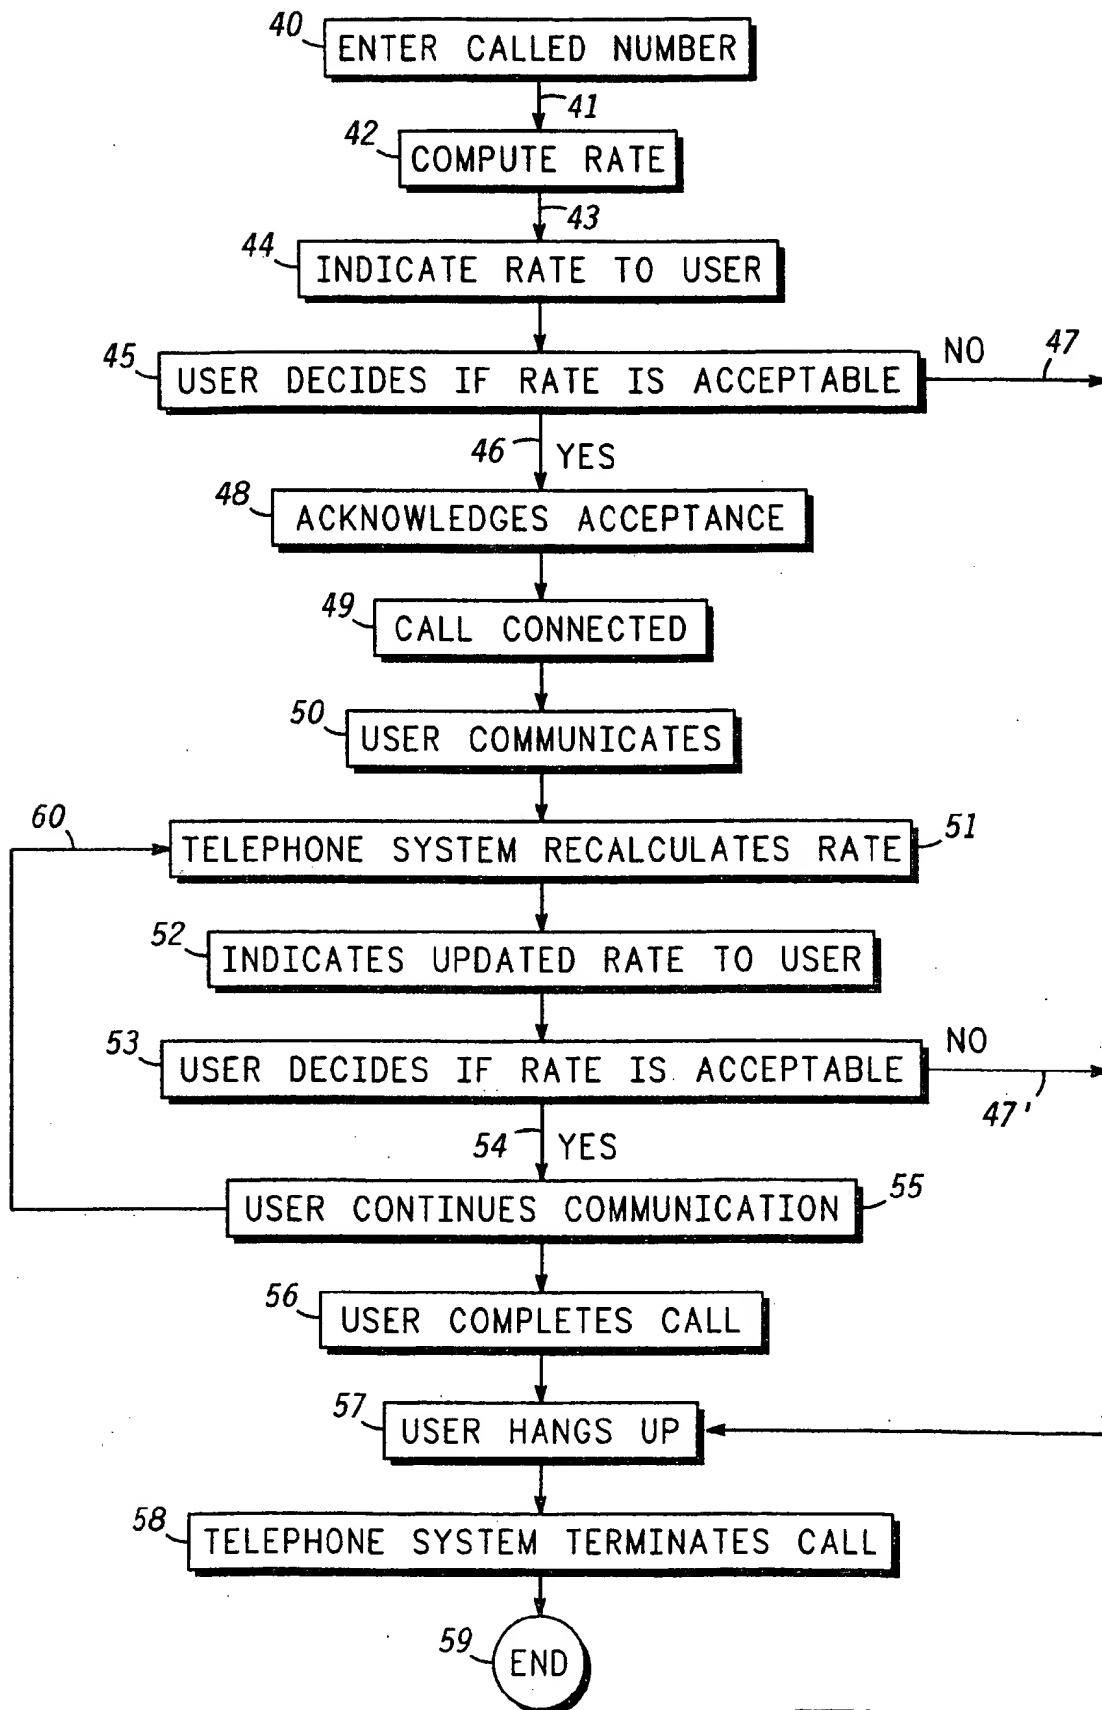 40
ENTER CALLED NUMBER
41
42
COMPUTE RATE
43
44
INDICATE RATE TO USER
45
USER DECIDES IF RATE IS ACCEPTABLE
NO
47
46
YES
48
ACKNOWLEDGES ACCEPTANCE
49
CALL CONNECTED
50
USER COMMUNICATES
60
TELEPHONE SYSTEM RECALCULATES RATE
51
52
INDICATES UPDATED RATE TO USER
53
USER DECIDES IF RATE IS ACCEPTABLE
NO
47'
54
YES
USER CONTINUES COMMUNICATION
55
56
USER COMPLETES CALL
57
USER HANGS UP
58
TELEPHONE SYSTEM TERMINATES CALL
59
END